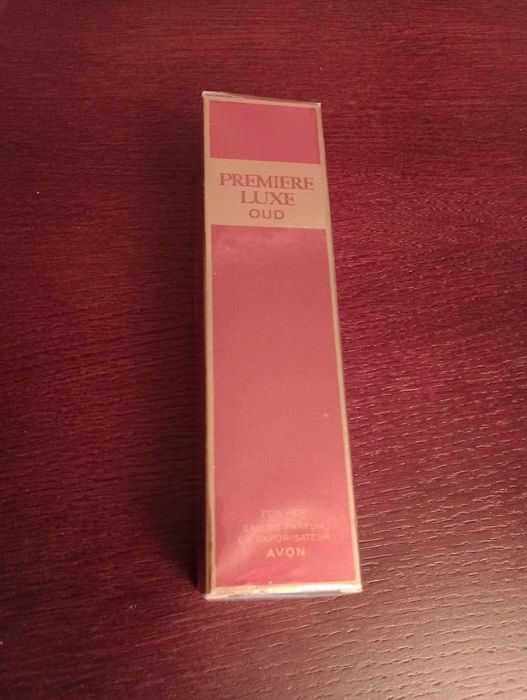 PREMIERE
LUXE
OUD
FOR HER
EAU DE PARFUM
EN VAPORISATEUR
AVON